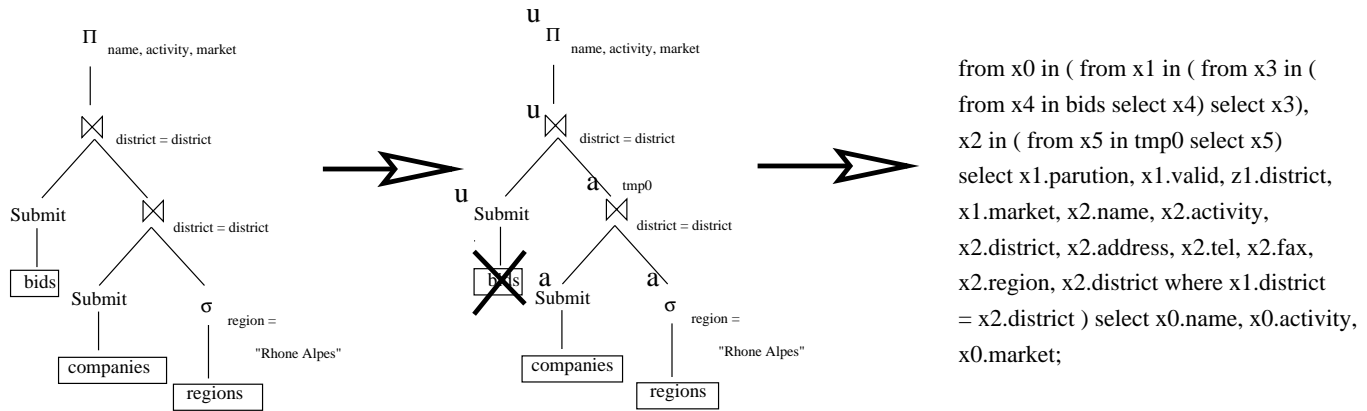 Π
name, activity, market
district = district
Submit
district = district
bids
Submit
σ
region =
"Rhone Alpes"
companies
regions
u
Π
name, activity, market
u
district = district
a
tmp0
u
Submit
district = district
bids
a
a
Submit
σ
region =
"Rhone Alpes"
companies
regions
from x0 in ( from x1 in ( from x3 in (
from x4 in bids select x4) select x3),
x2 in ( from x5 in tmp0 select x5)
select x1.parution, x1.valid, z1.district,
x1.market, x2.name, x2.activity,
x2.district, x2.address, x2.tel, x2.fax,
x2.region, x2.district where x1.district
= x2.district ) select x0.name, x0.activity,
x0.market;